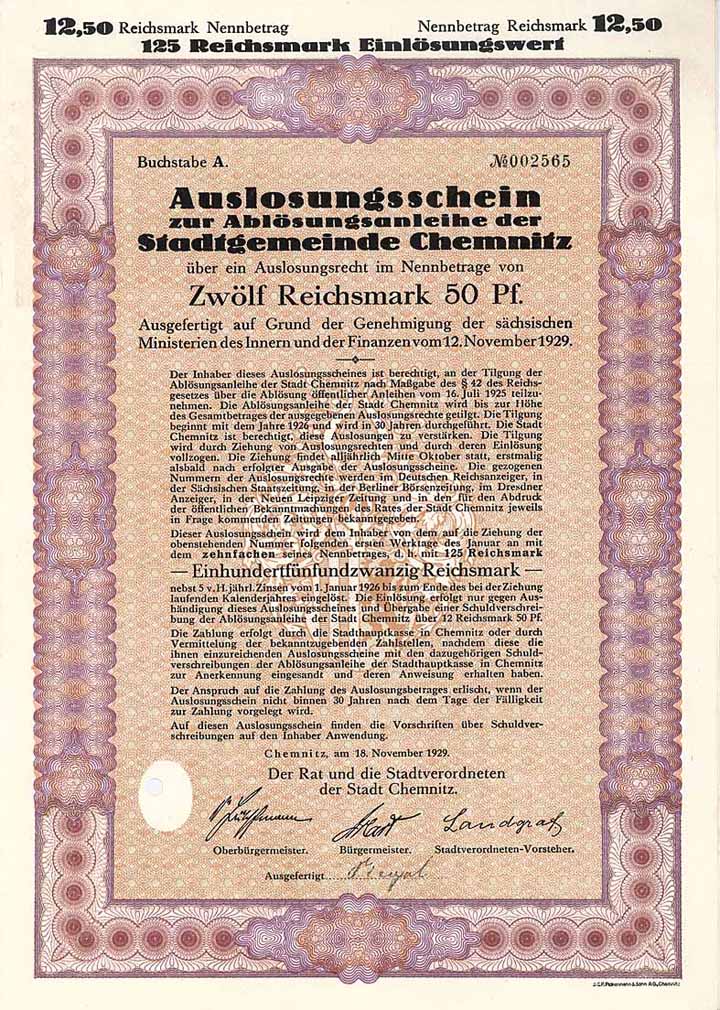 12,50 Reichsmark Nennbetrag Nennbetrag Reichsmark 12,50
125 Reichsmark Einlösungswert
Buchstabe A. №002565
Auslosungsschein
zur Ablösungsanleihe der
Stadtgemeinde Chemnitz
über ein Auslosungsrecht im Nennbetrage von
Zwölf Reichsmark 50 Pf.
Ausgefertigt auf Grund der Genehmigung der sächsischen
Ministerien des Innern und der Finanzen vom 12. November 1929.
Der Inhaber dieses Auslosungsscheines ist berechtigt, an der Tilgung der
Ablösungsanleihe der Stadt Chemnitz nach Maßgabe des § 42 des Reichs-
gesetzes über die Ablösung öffentlicher Anleihen vom 16. Juli 1925 teilzu-
nehmen. Die Ablösungsanleihe der Stadt Chemnitz wird bis zur Höhe
des Gesamtbetrages der ausgegebenen Auslosungsrechte getilgt. Die Tilgung
beginnt mit dem Jahre 1926 und wird in 30 Jahren durchgeführt. Die Stadt
Chemnitz ist berechtigt, diese Auslosungen zu verstärken. Die Tilgung
wird durch Ziehung von Auslosungsrechten und durch deren Einlösung
vollzogen. Die Ziehung findet alljährlich Mitte Oktober statt, erstmalig
alsbald nach erfolgter Ausgabe der Auslosungsscheine. Die gezogenen
Nummern der Auslosungsrechte werden im Deutschen Reichsanzeiger, in
der Sächsischen Staatszeitung, in der Berliner Börsenzeitung, im Dresdner
Anzeiger, in der Neuen Leipziger Zeitung und in den für den Abdruck
der öffentlichen Bekanntmachungen des Rates der Stadt Chemnitz jeweils
in Frage kommenden Zeitungen bekanntgegeben.
Dieser Auslosungsschein wird dem Inhaber von dem auf die Ziehung der
obenstehenden Nummer folgenden ersten Werktage des Januar an mit
dem zehnfachen seines Nennbetrages, d. h. mit 125 Reichsmark
— Einhundertfünfundzwanzig Reichsmark —
nebst 5 v. H. jährl. Zinsen vom 1. Januar 1926 bis zum Ende des bei der Ziehung
laufenden Kalenderjahres eingelöst. Die Einlösung erfolgt nur gegen Aus-
händigung dieses Auslosungsscheines und Übergabe einer Schuldverschrei-
bung der Ablösungsanleihe der Stadt Chemnitz über 12 Reichsmark 50 Pf.
Die Zahlung erfolgt durch die Stadthauptkasse in Chemnitz oder durch
Vermittelung der bekanntzugebenden Zahlstellen, nachdem diese die
ihnen einzureichenden Auslosungsscheine mit den dazugehörigen Schuld-
verschreibungen der Ablösungsanleihe der Stadthauptkasse in Chemnitz
zur Anerkennung eingesandt und deren Anweisung erhalten haben.
Der Anspruch auf die Zahlung des Auslosungsbetrages erlischt, wenn der
Auslosungsschein nicht binnen 30 Jahren nach dem Tage der Fälligkeit
zur Zahlung vorgelegt wird.
Auf diesen Auslosungsschein finden die Vorschriften über Schuldver-
schreibungen auf den Inhaber Anwendung.
Chemnitz, am 18. November 1929.
Der Rat und die Stadtverordneten
der Stadt Chemnitz.
Landgraf
Oberbürgermeister. Bürgermeister. Stadtverordneten-Vorsteher.
Ausgefertigt